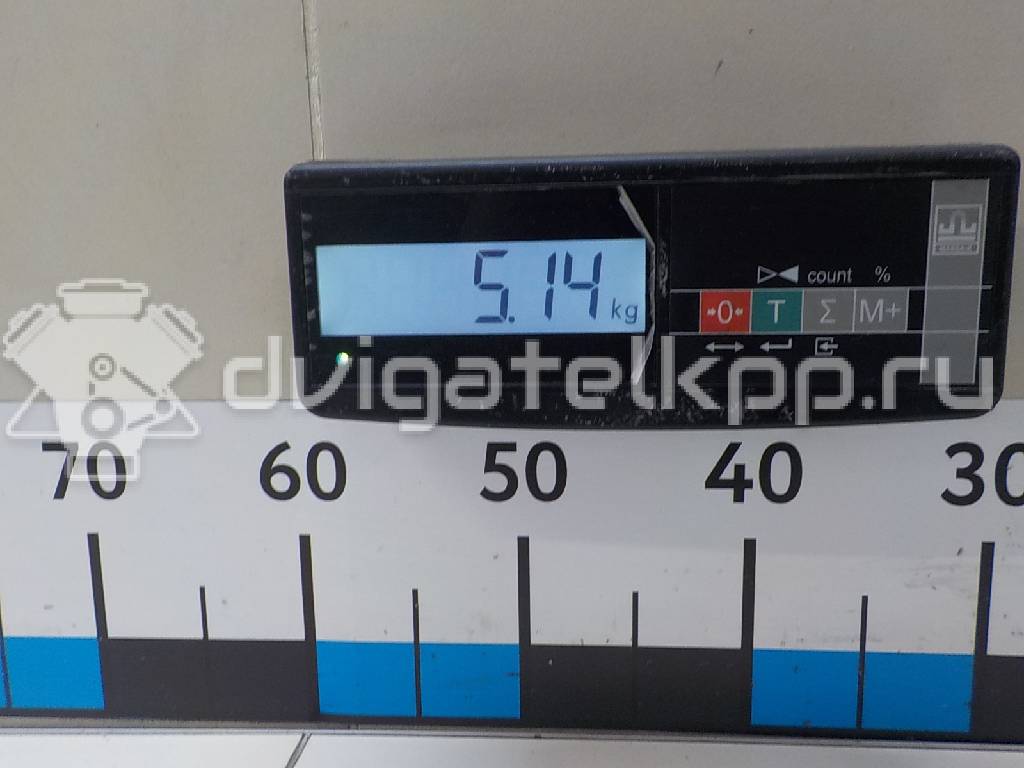 5.14 kg
count %
→0← T Σ M+
dvigatelkpp.ru
70 60 50 40 30